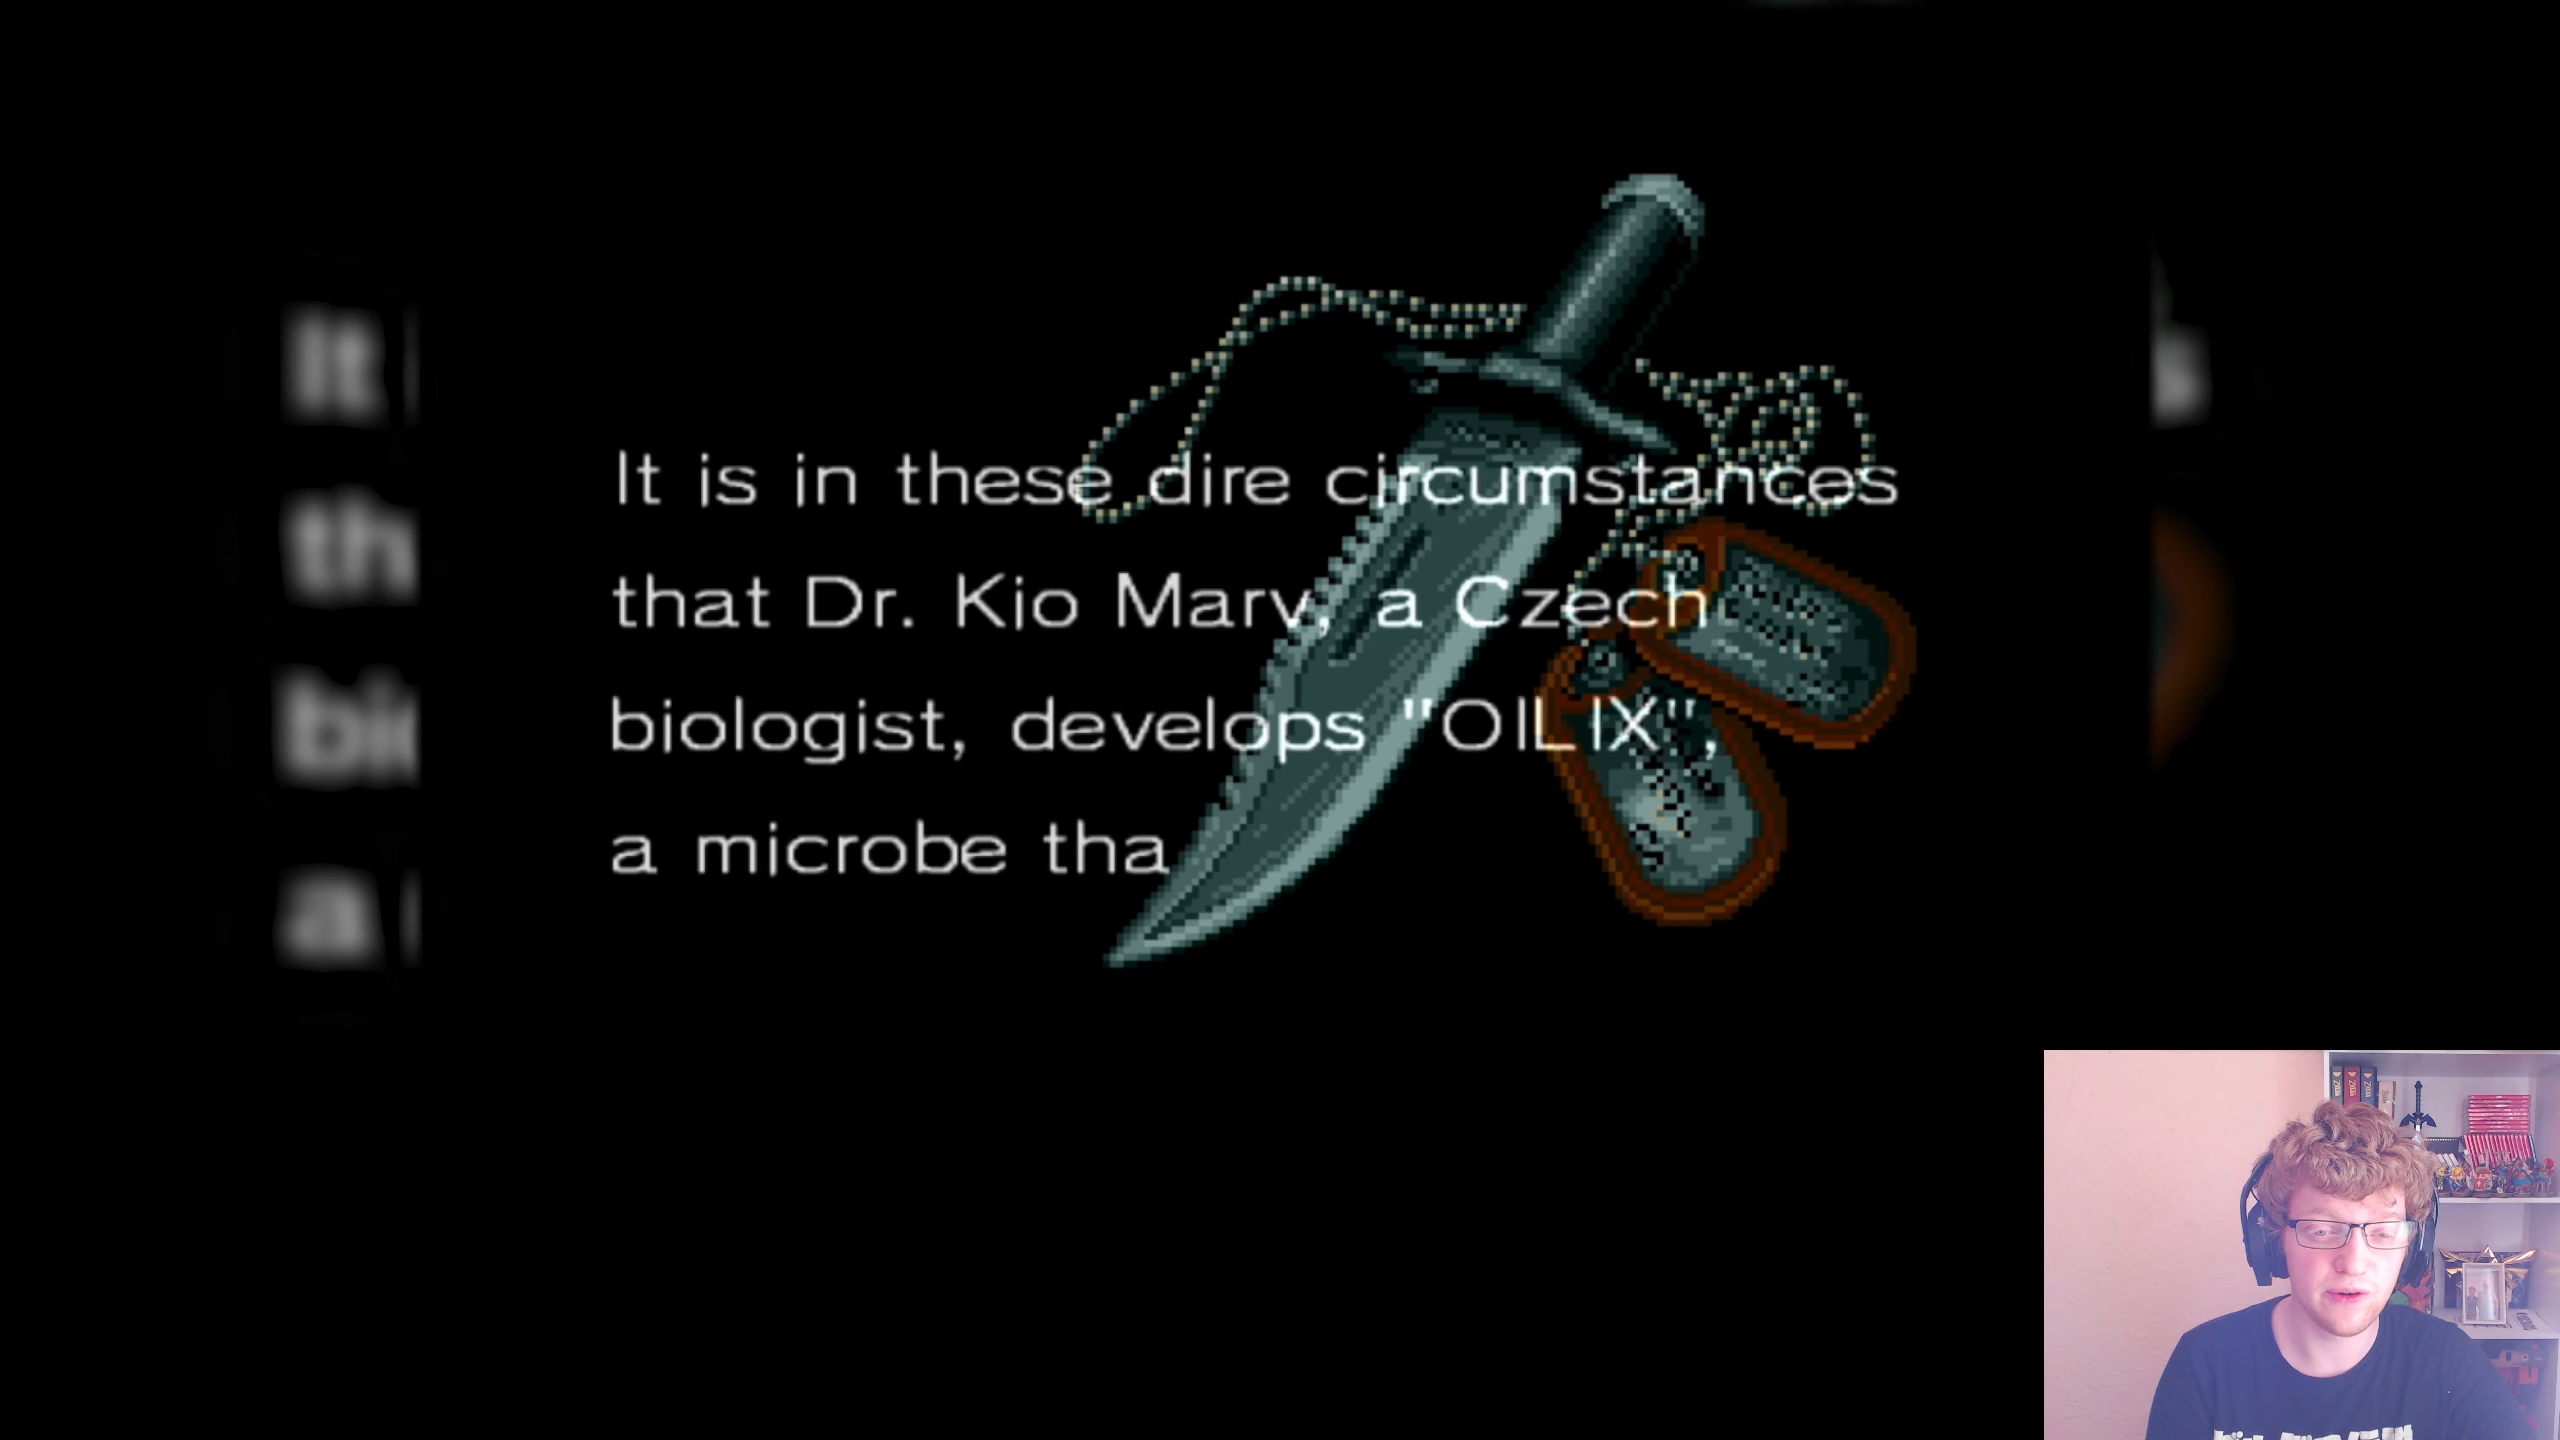 It is in these dire circumstances
that Dr. Kio Marv, a Czech
biologist, develops "OILIX",
a microbe tha